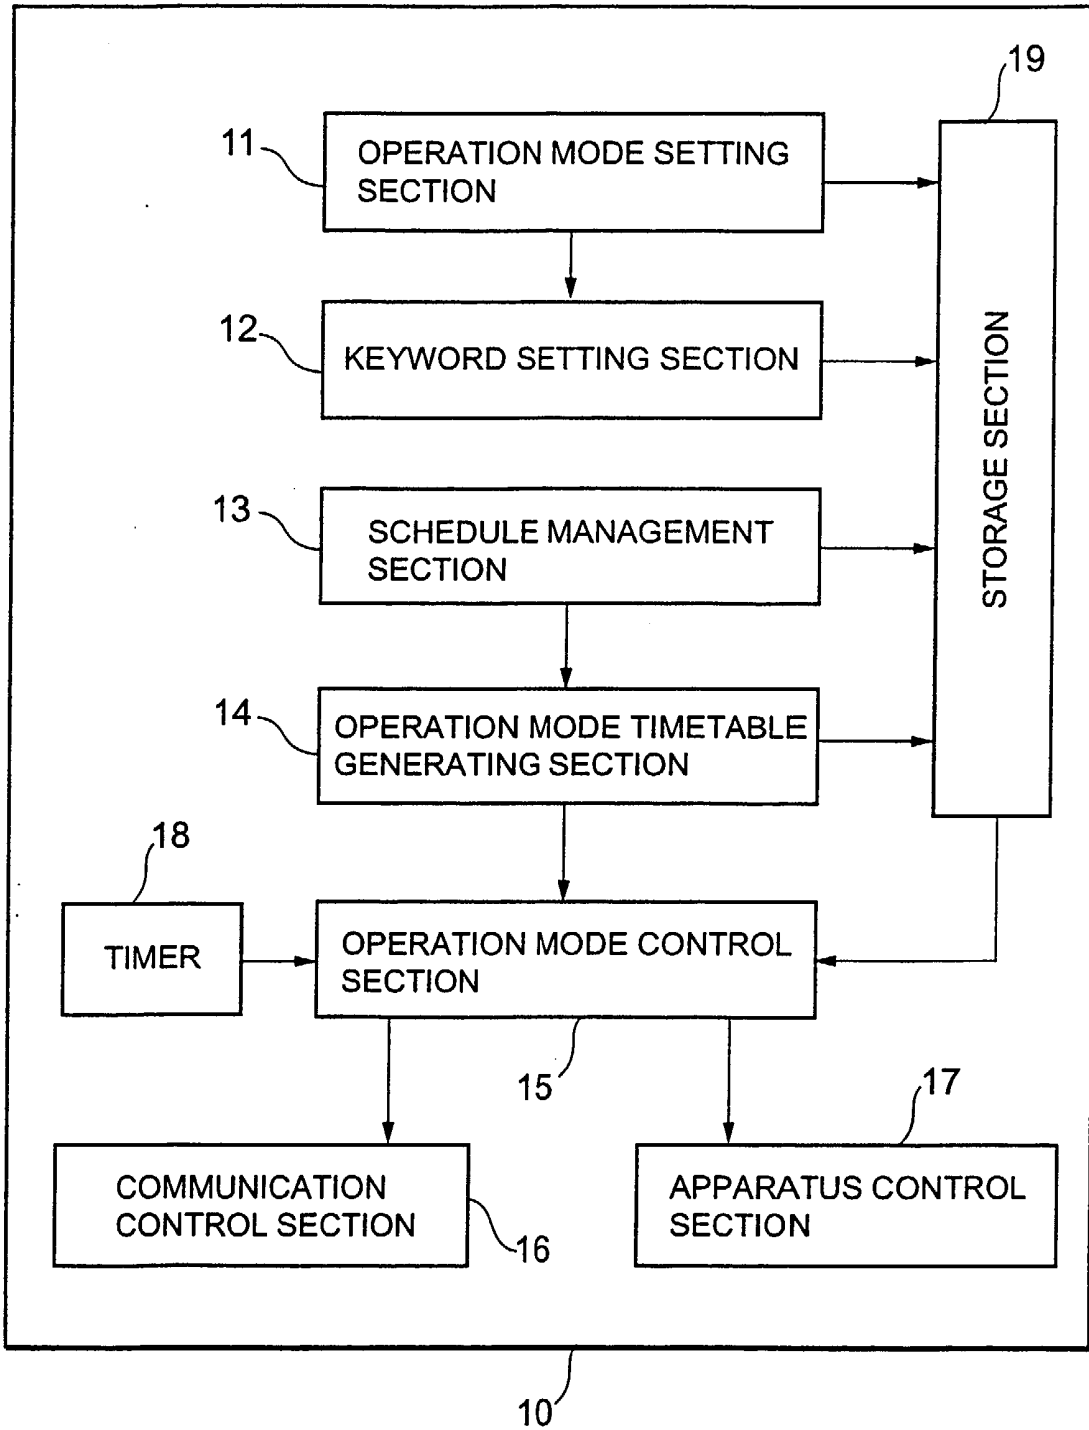 19
11
OPERATION MODE SETTING
SECTION
12
KEYWORD SETTING SECTION
STORAGE SECTION
13
SCHEDULE MANAGEMENT
SECTION
14
OPERATION MODE TIMETABLE
GENERATING SECTION
18
TIMER
OPERATION MODE CONTROL
SECTION
15
17
COMMUNICATION
CONTROL SECTION
16
APPARATUS CONTROL
SECTION
10